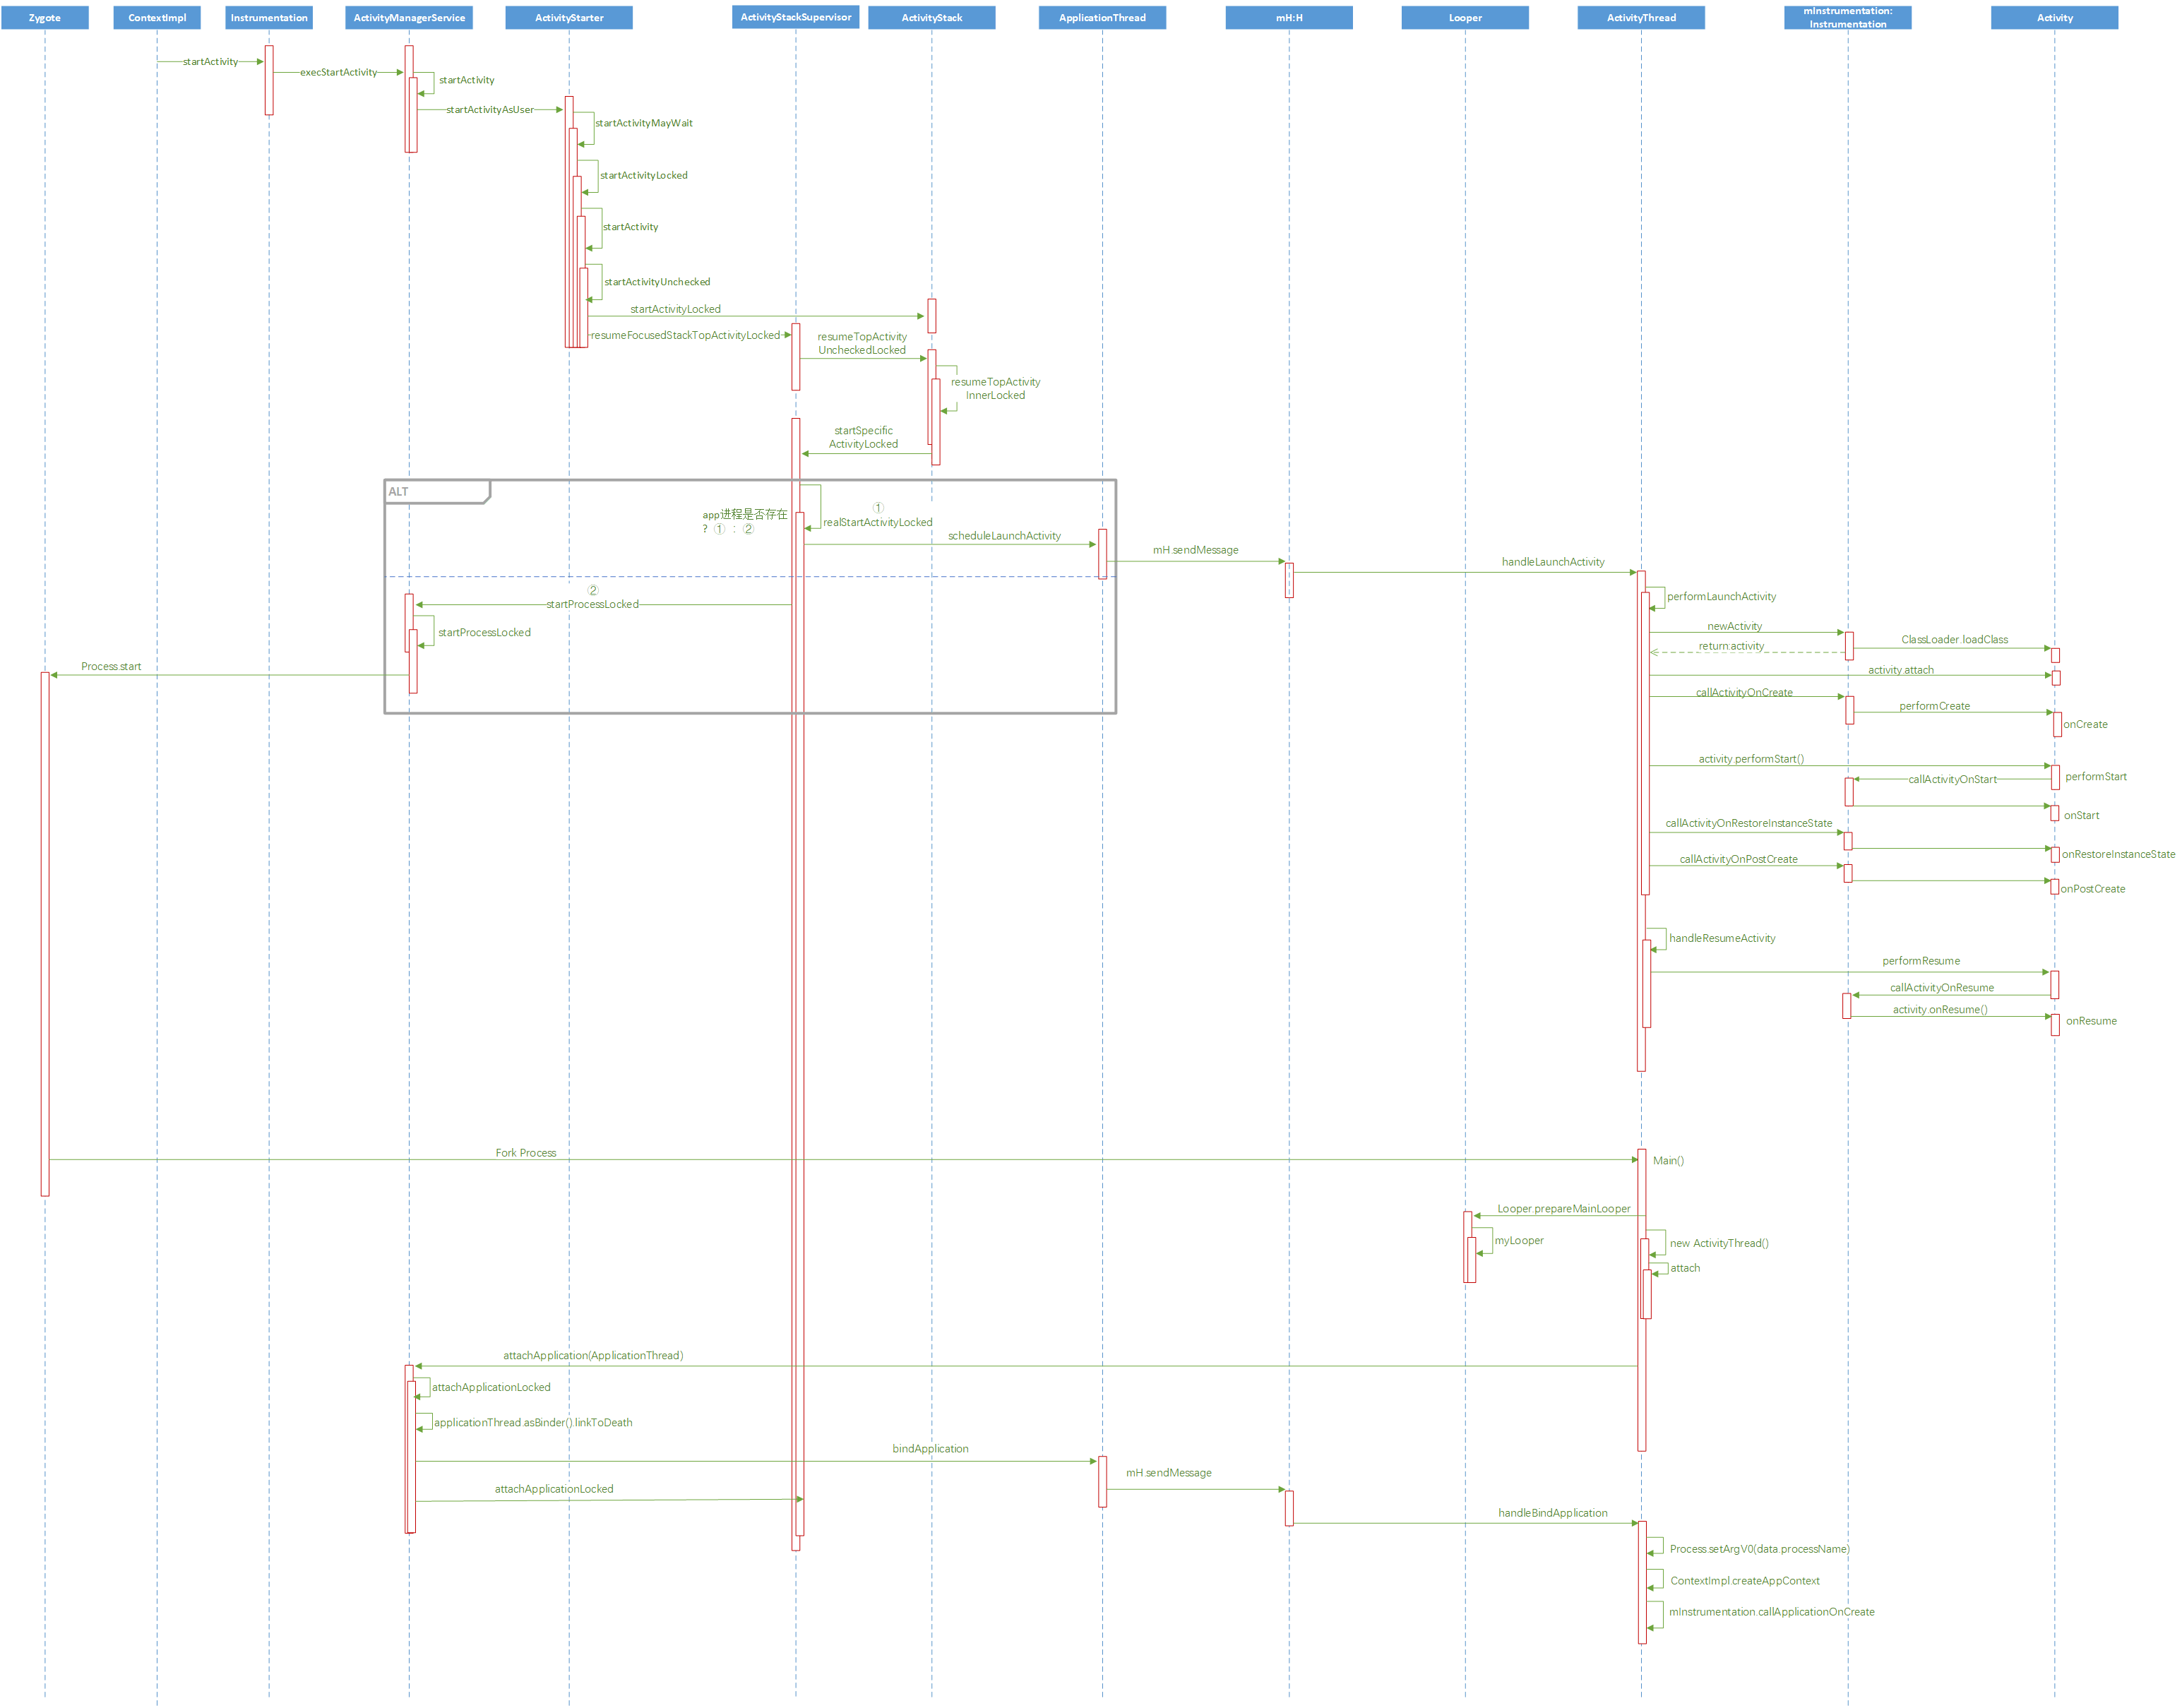 Zygote
ContextImpl
Instrumentation
ActivityManagerService
ActivityStarter
ActivityStackSupervisor
ActivityStack
ApplicationThread
mH:H
Looper
ActivityThread
mInstrumentation:
Instrumentation
Activity
startActivity
execStartActivity
startActivity
startActivityAsUser
startActivityMayWait
startActivityLocked
startActivity
startActivityUnchecked
startActivityLocked
resumeFocusedStackTopActivityLocked
resumeTopActivity
UncheckedLocked
resumeTopActivity
InnerLocked
startSpecific
ActivityLocked
ALT
app进程是否存在
? ① : ②
①
realStartActivityLocked
scheduleLaunchActivity
mH.sendMessage
handleLaunchActivity
performLaunchActivity
②
startProcessLocked
startProcessLocked
Process.start
newActivity
ClassLoader.loadClass
return:activity
activity.attach
callActivityOnCreate
performCreate
onCreate
activity.performStart()
performStart
callActivityOnStart
onStart
callActivityOnRestoreInstanceState
onRestoreInstanceState
callActivityOnPostCreate
onPostCreate
handleResumeActivity
performResume
callActivityOnResume
activity.onResume()
onResume
Fork Process
Main()
Looper.prepareMainLooper
myLooper
new ActivityThread()
attach
attachApplication(ApplicationThread)
attachApplicationLocked
applicationThread.asBinder().linkToDeath
bindApplication
mH.sendMessage
attachApplicationLocked
handleBindApplication
Process.setArgV0(data.processName)
ContextImpl.createAppContext
mInstrumentation.callApplicationOnCreate